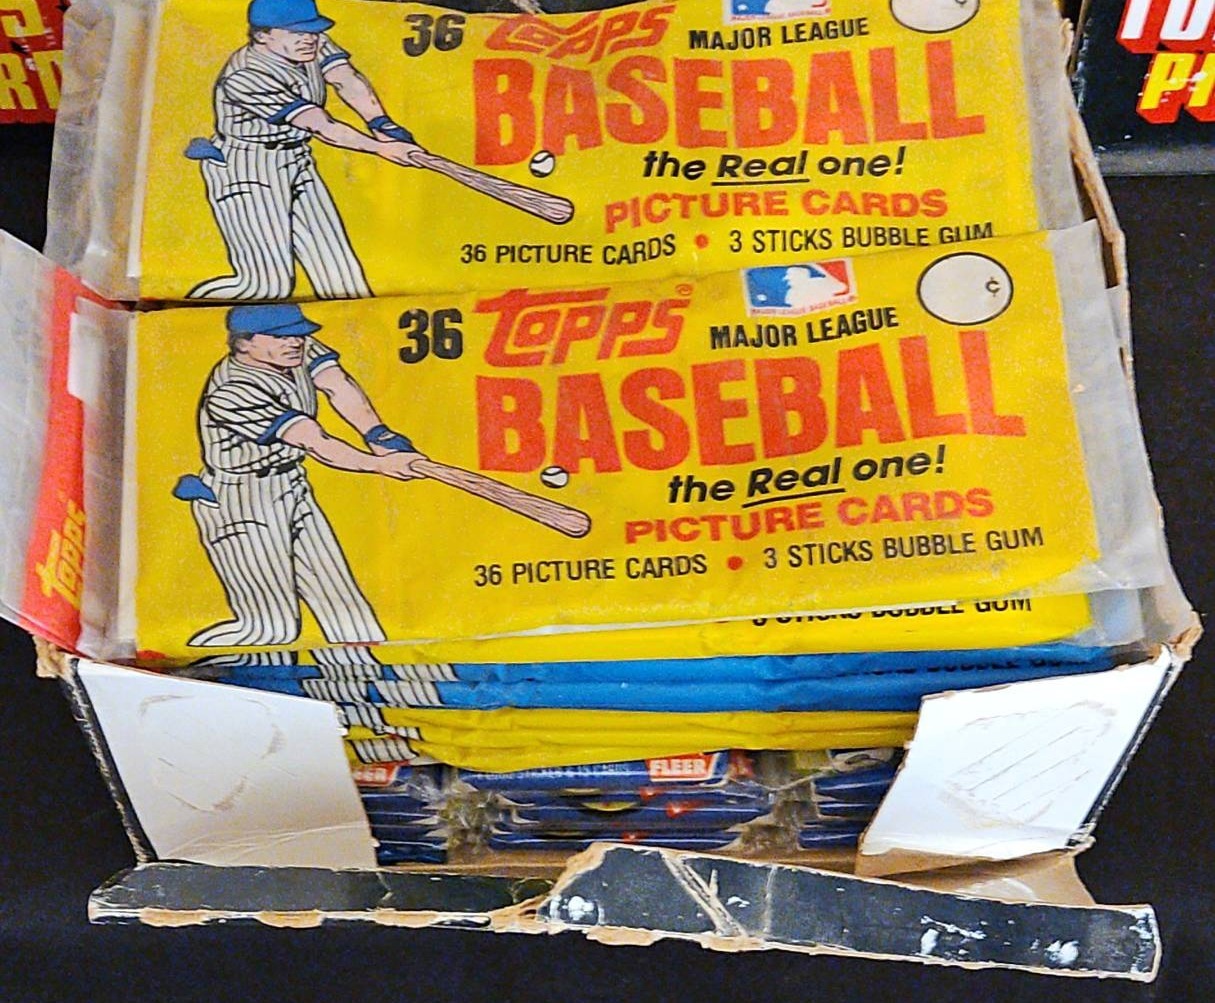 36 Topps MAJOR LEAGUE
¢
BASEBALL
the Real one!
PICTURE CARDS
36 PICTURE CARDS • 3 STICKS BUBBLE GUM
36 TOPPS® MAJOR LEAGUE
¢
BASEBALL
the Real one!
PICTURE CARDS
36 PICTURE CARDS • 3 STICKS BUBBLE GUM
Topps
3 STICKS BUBBLE GUM
FLEER